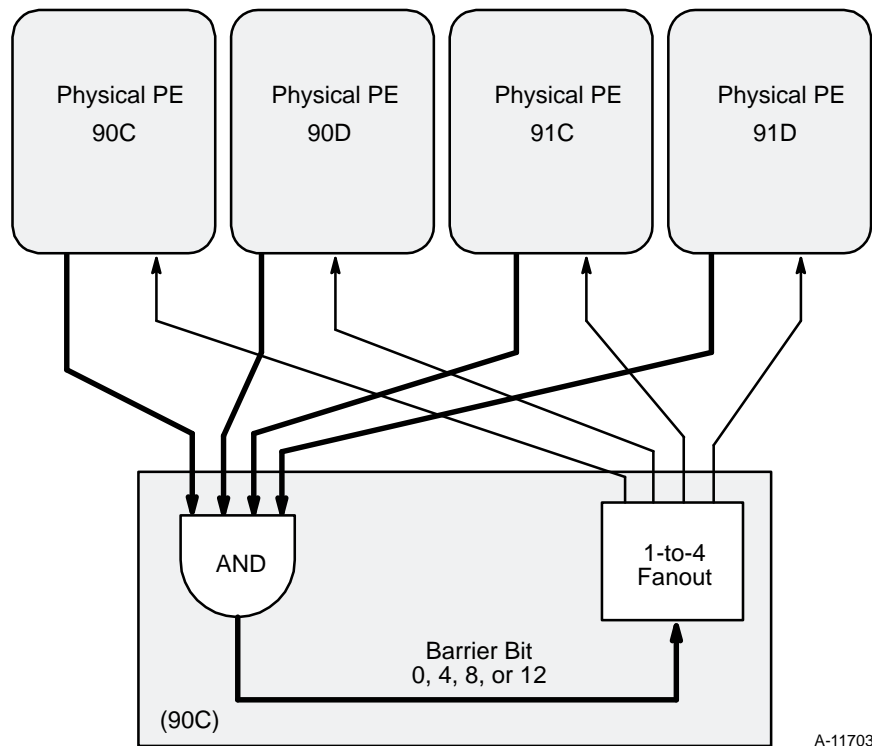 Physical PE
90C
Physical PE
90D
Physical PE
91C
Physical PE
91D
AND
1-to-4
Fanout
Barrier Bit
0, 4, 8, or 12
(90C)
A-11703